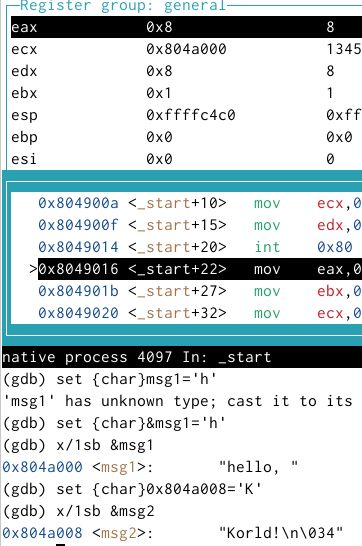 Register group: general
eax 0x8 8
ecx 0x804a000 1345
edx 0x8 8
ebx 0x1 1
esp 0xffffc4c0 0xff
ebp 0x0 0x0
esi 0x0 0
0x804900a <_start+10> mov ecx,0
0x804900f <_start+15> mov edx,0
0x8049014 <_start+20> int 0x80
>0x8049016 <_start+22> mov eax,0
0x804901b <_start+27> mov ebx,0
0x8049020 <_start+32> mov ecx,0
native process 4097 In: _start
(gdb) set {char}msg1='h'
'msg1' has unknown type; cast it to its
(gdb) set {char}&msg1='h'
(gdb) x/1sb &msg1
0x804a000 <msg1>: "hello, "
(gdb) set {char}0x804a008='K'
(gdb) x/1sb &msg2
0x804a008 <msg2>: "Korld!\n\034"